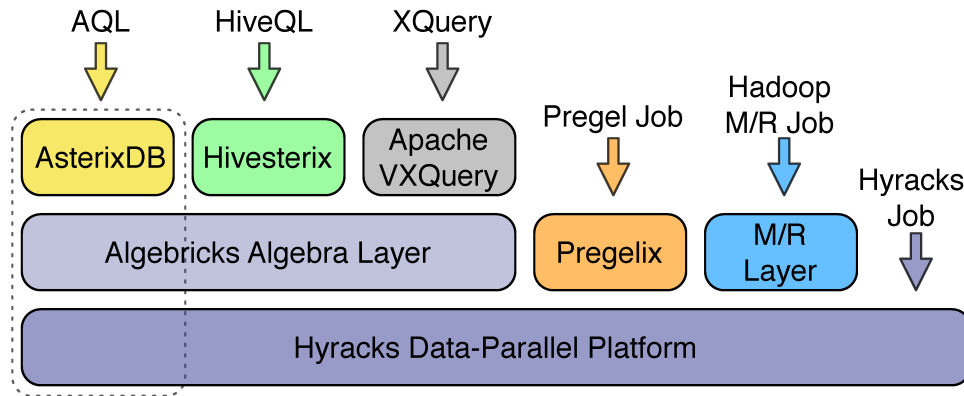 AQL
HiveQL
XQuery
Pregel Job
Hadoop
M/R Job
Hyracks
Job
AsterixDB
Hivesterix
Apache
VXQuery
Algebricks Algebra Layer
Pregelix
M/R
Layer
Hyracks Data-Parallel Platform